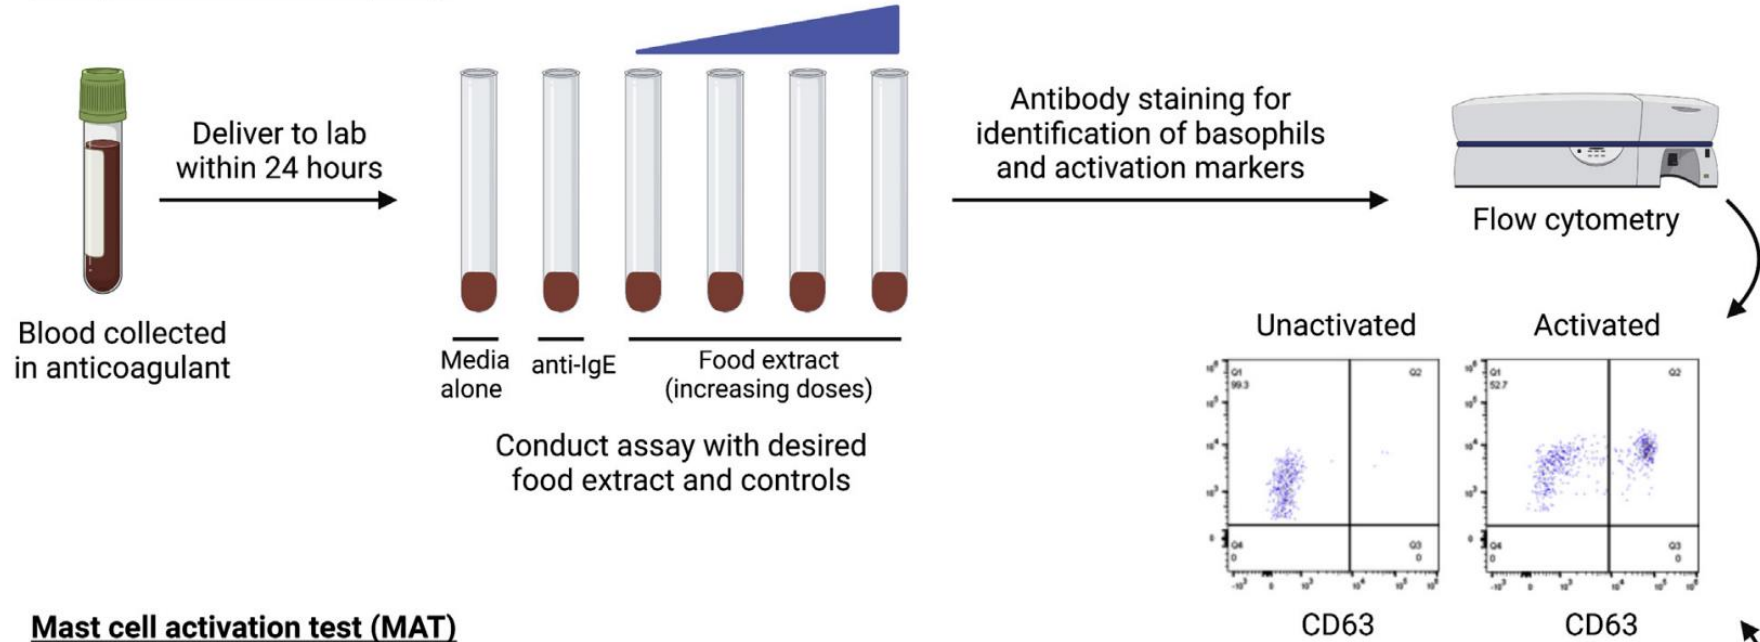 Deliver to lab
within 24 hours
Antibody staining for
identification of basophils
and activation markers
Flow cytometry
Blood collected
in anticoagulant
Media
alone
anti-IgE
Food extract
(increasing doses)
Conduct assay with desired
food extract and controls
Unactivated
Activated
Q1
99.3
Q2
Q4
0
Q3
0
Q1
52.7
Q2
Q4
0
Q3
0
CD63
CD63
Mast cell activation test (MAT)